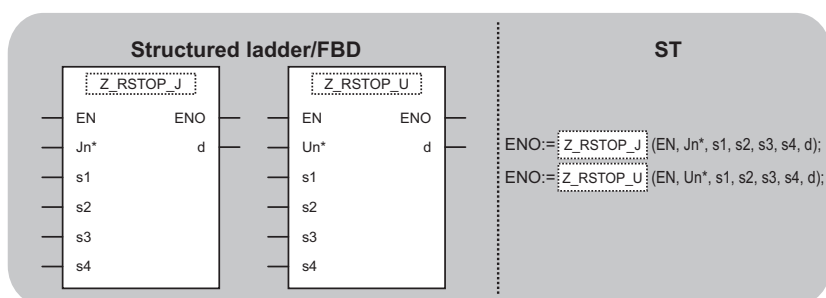 Structured ladder/FBD
Z_RSTOP_J
EN ENO
Jn* d
s1
s2
s3
s4
Z_RSTOP_U
EN ENO
Un* d
s1
s2
s3
s4
ST
ENO:= Z_RSTOP_J (EN, Jn*, s1, s2, s3, s4, d);
ENO:= Z_RSTOP_U (EN, Un*, s1, s2, s3, s4, d);